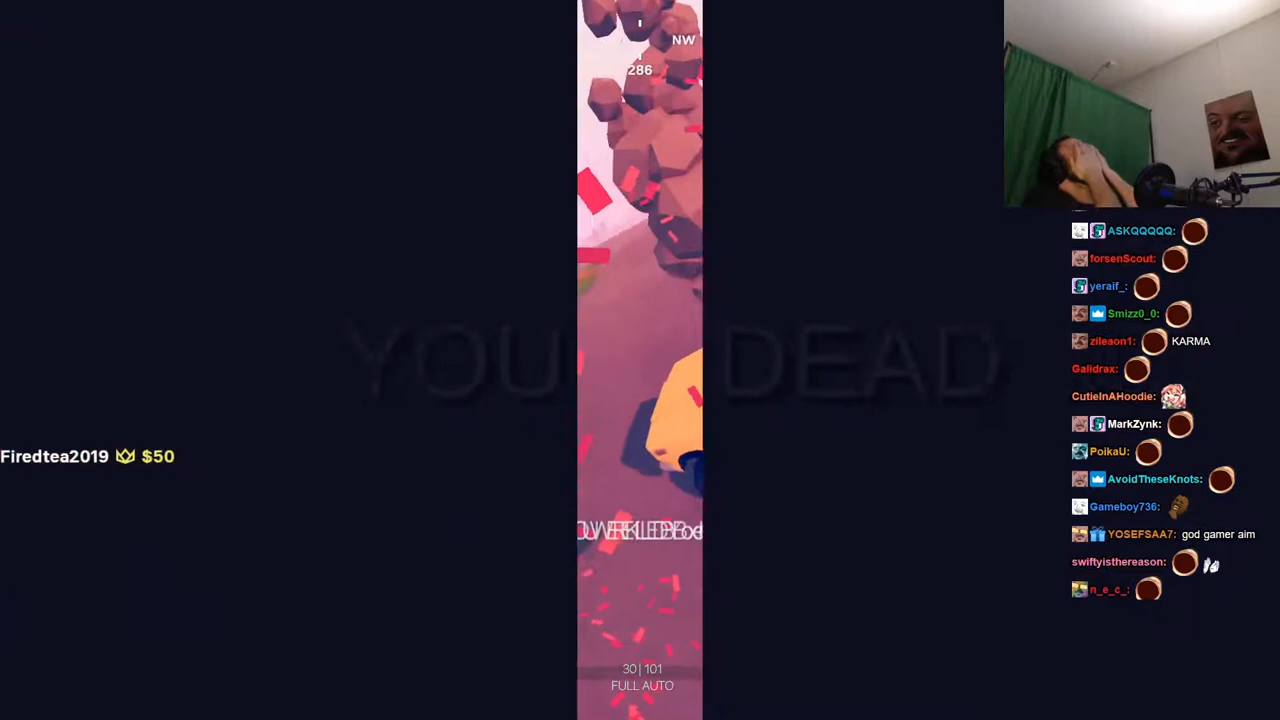 NW
286
YOU DEAD
Firedtea2019 $50
30|101
FULL AUTO
ASKQQQQQ:
forsenScout:
yeraif_:
Smizz0_0:
zileaon1: KARMA
Galidrax:
CutieInAHoodie:
MarkZynk:
PoikaU:
AvoidTheseKnots:
Gameboy736:
YOSEFSAA7: god gamer aim
swiftyisthereason:
n_e_c_: